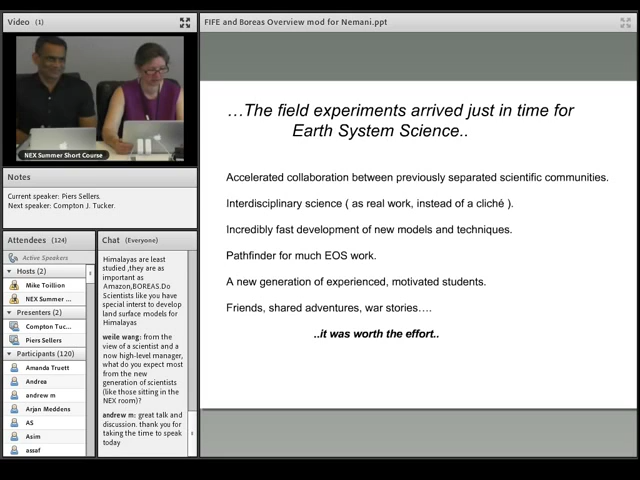 Video (1)
NEX Summer Short Course
Notes
Current speaker: Piers Sellers.
Next speaker: Compton J. Tucker.
Attendees (124)
Active Speakers
Hosts (2)
Mike Toillion
NEX Summer ...
Presenters (2)
Compton Tuc...
Piers Sellers
Participants (120)
Amanda Truett
Andrea
andrew m
Arjan Meddens
AS
Asim
assaf
Chat (Everyone)
Himalayas are least
studied ,they are as
important as
Amazon,BOREAS.Do
Scientists like you have
special interst to develop
land surface models for
Himalayas
weile wang: from the
view of a scientist and a
now high-level manager,
what do you expect most
from the new
generation of scientists
(like those sitting in the
NEX room)?
andrew m: great talk and
discussion. thank you for
taking the time to speak
today
FIFE and Boreas Overview mod for Nemani.ppt
…The field experiments arrived just in time for
Earth System Science..
Accelerated collaboration between previously separated scientific communities.
Interdisciplinary science ( as real work, instead of a cliché ).
Incredibly fast development of new models and techniques.
Pathfinder for much EOS work.
A new generation of experienced, motivated students.
Friends, shared adventures, war stories….
..it was worth the effort..